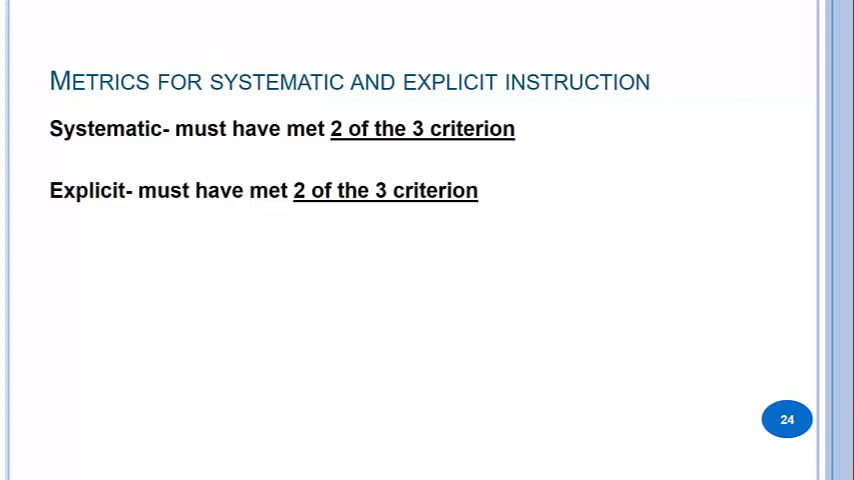 METRICS FOR SYSTEMATIC AND EXPLICIT INSTRUCTION
Systematic- must have met 2 of the 3 criterion
Explicit- must have met 2 of the 3 criterion
24